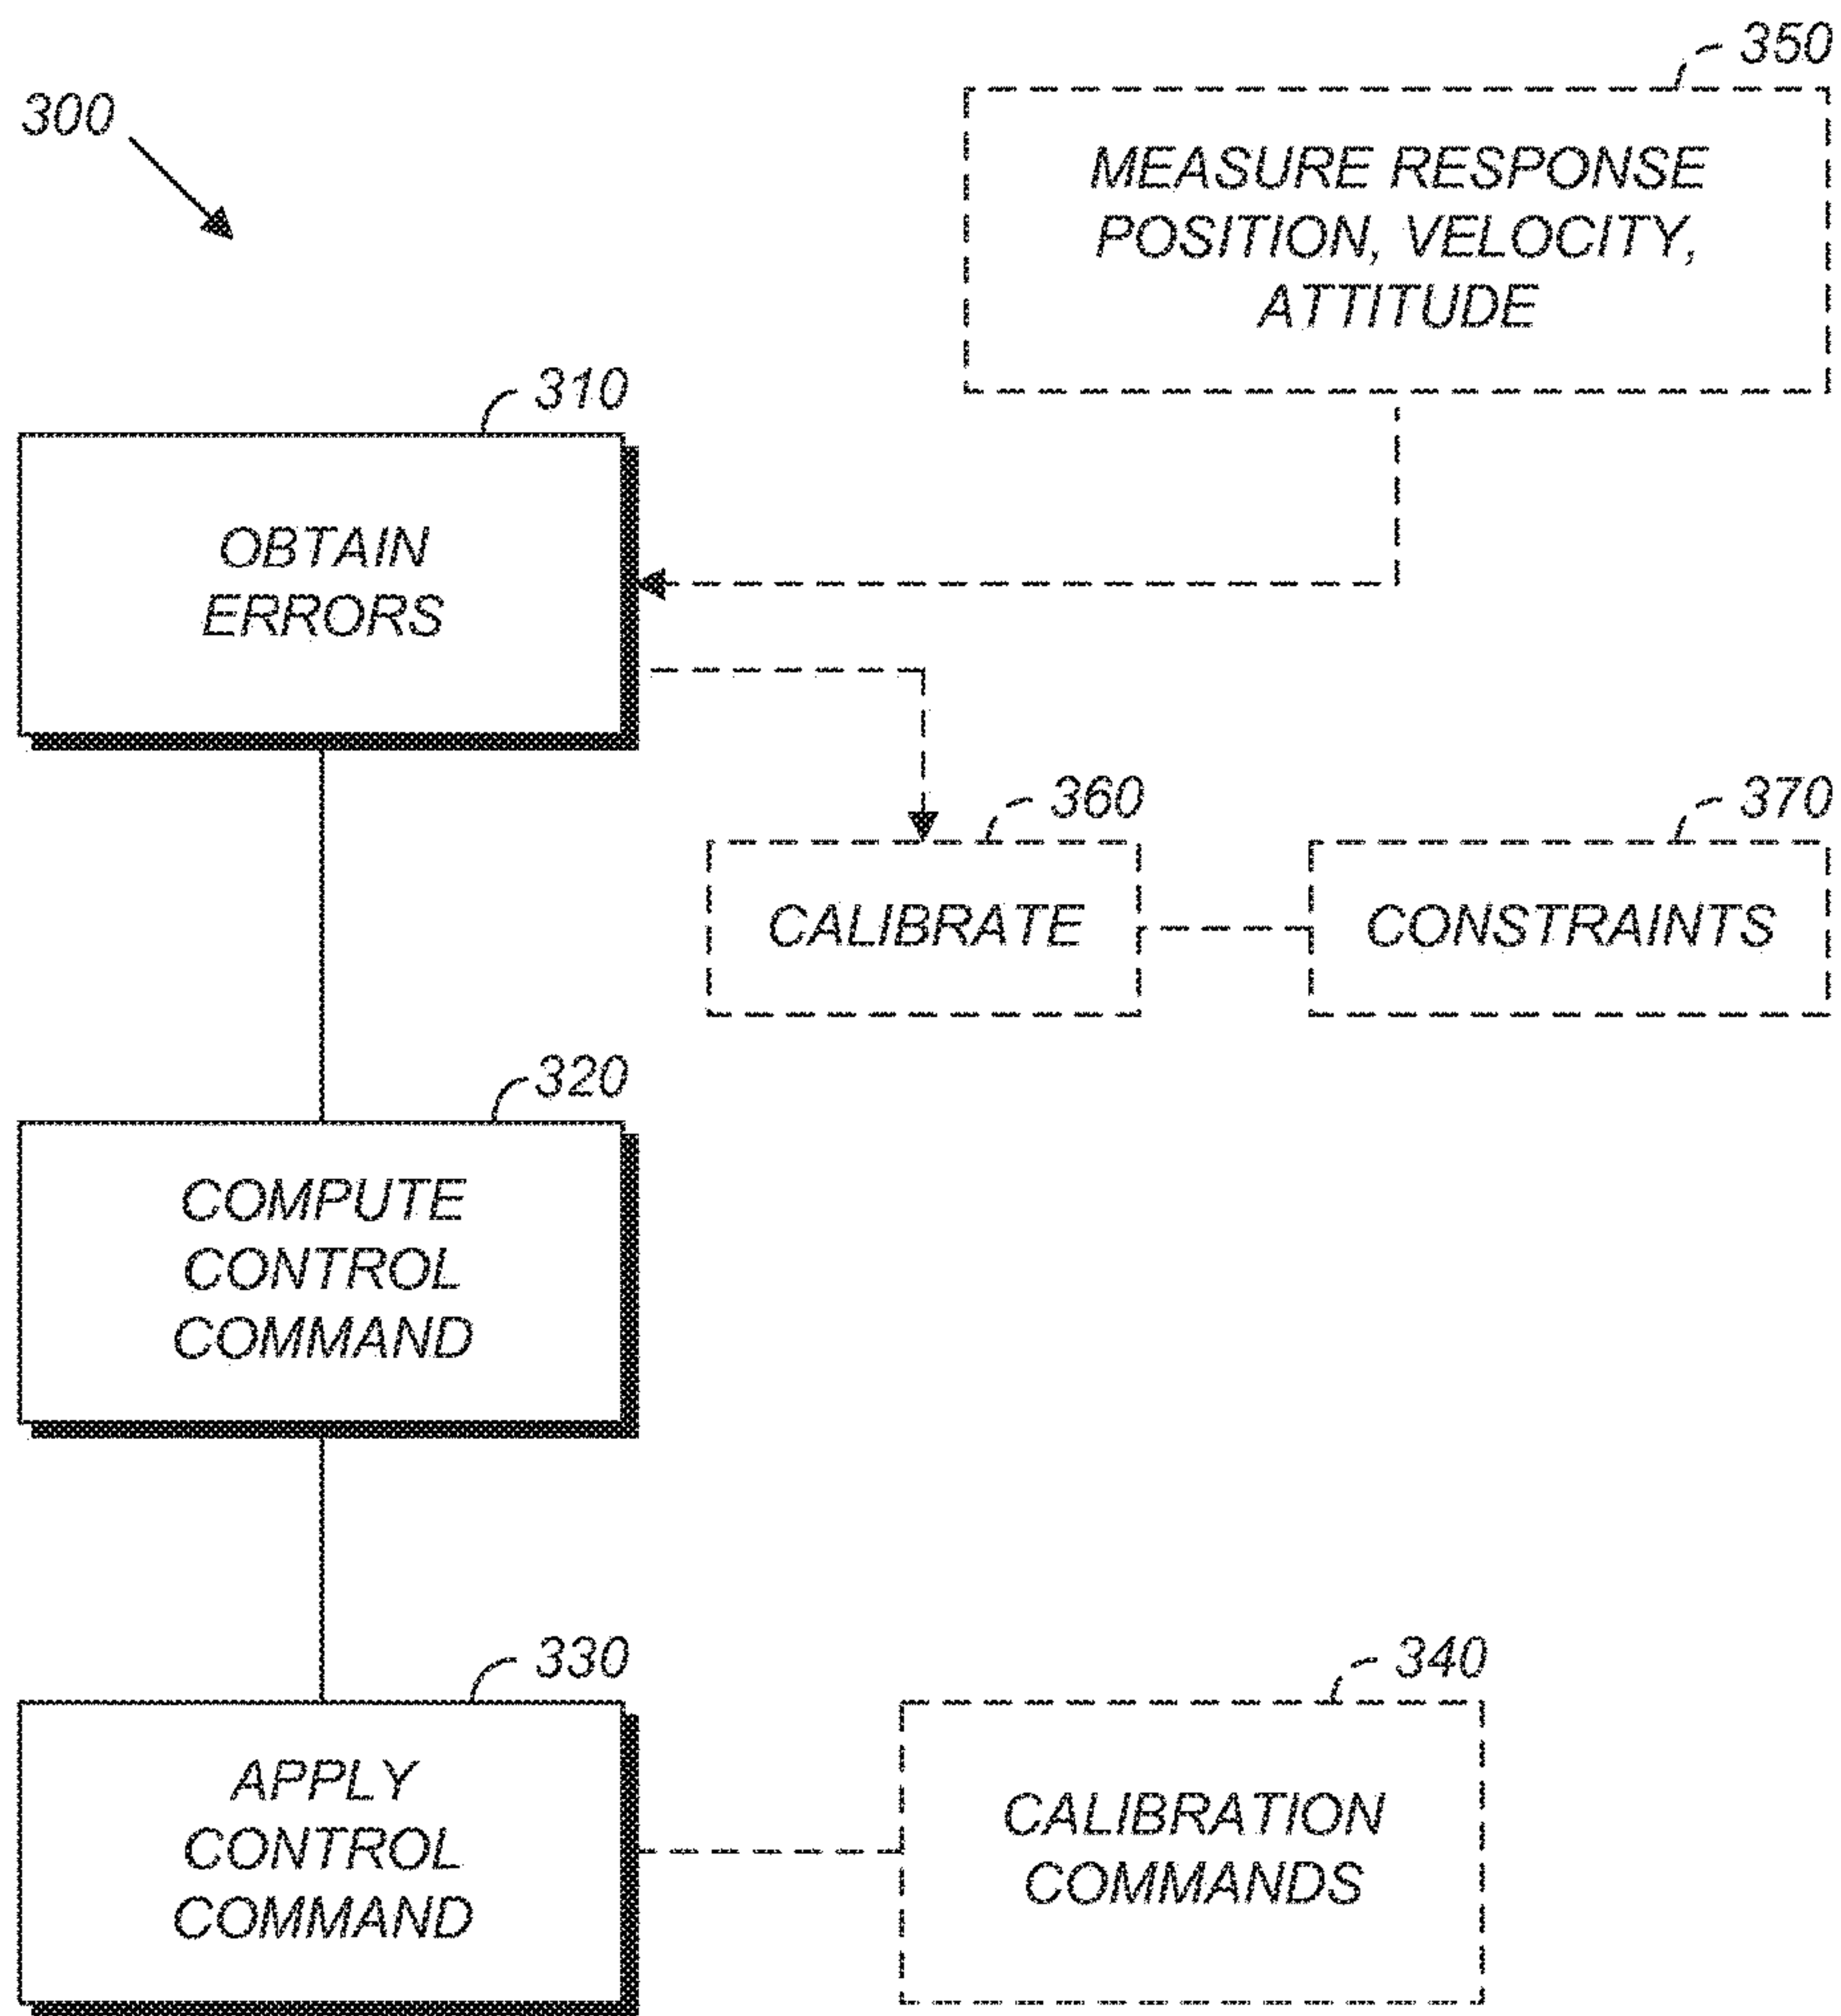 300
350
MEASURE RESPONSE
POSITION, VELOCITY,
ATTITUDE
310
OBTAIN
ERRORS
360
CALIBRATE
370
CONSTRAINTS
320
COMPUTE
CONTROL
COMMAND
330
APPLY
CONTROL
COMMAND
340
CALIBRATION
COMMANDS